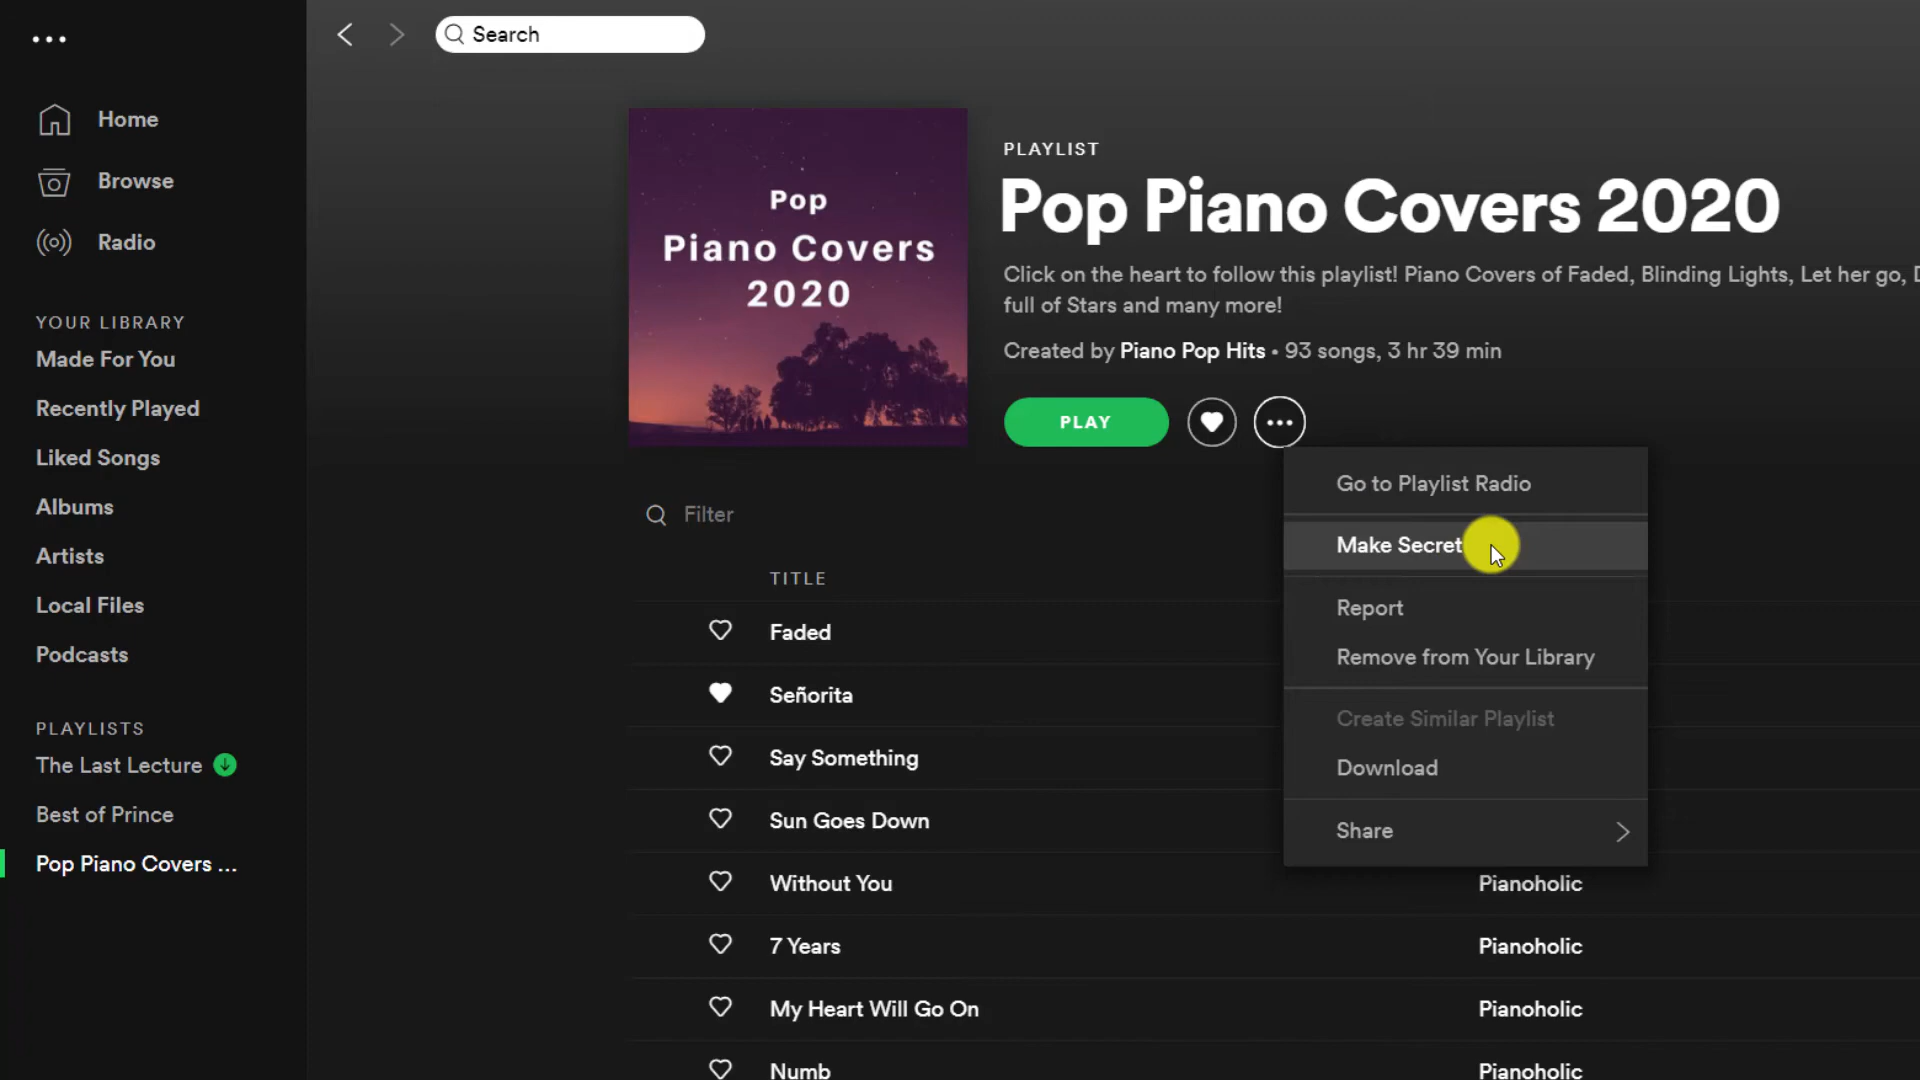 Search
Home
Browse
Radio
YOUR LIBRARY
Made For You
Recently Played
Liked Songs
Albums
Artists
Local Files
Podcasts
PLAYLISTS
The Last Lecture
Best of Prince
Pop Piano Covers ...
Pop
Piano Covers
2020
PLAYLIST
Pop Piano Covers 2020
Click on the heart to follow this playlist! Piano Covers of Faded, Blinding Lights, Let her go,
full of Stars and many more!
Created by Piano Pop Hits • 93 songs, 3 hr 39 min
PLAY
Go to Playlist Radio
Make Secret
Report
Remove from Your Library
Create Similar Playlist
Download
Share
Filter
TITLE
Faded
Señorita
Say Something
Sun Goes Down
Without You Pianoholic
7 Years Pianoholic
My Heart Will Go On Pianoholic
Numb Pianoholic